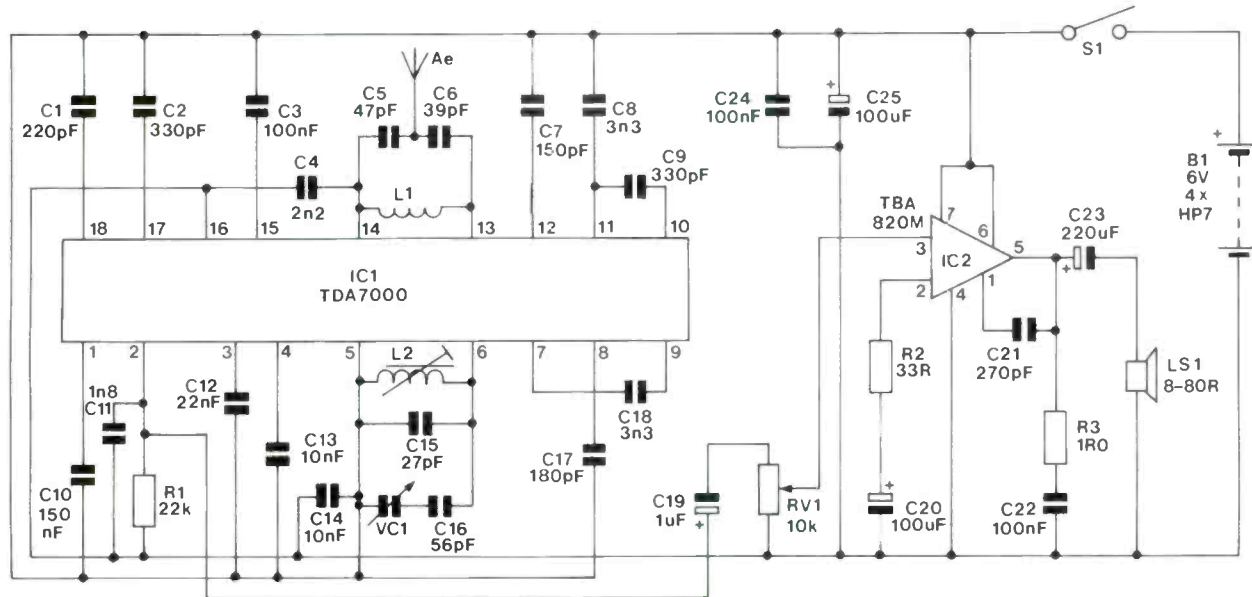 Ae
S1
C1
220pF
C2
330pF
C3
100nF
C4
2n2
C5
47pF
C6
39pF
L1
C7
150pF
C8
3n3
C9
330pF
C24
100nF
+
C25
100uF
+
B1
6V
4x
HP7
18
17
16
15
14
13
12
11
10
IC1
TDA7000
1
2
3
4
5
6
7
8
9
TBA
820M
7
6
3
IC2
5
2
4
1
C23
220uF
+
C21
270pF
R2
33R
LS1
8-80R
R3
1R0
1n8
C11
C12
22nF
L2
C10
150
nF
R1
22k
C13
10nF
C14
10nF
C15
27pF
VC1
C16
56pF
C17
180pF
C18
3n3
C19
1uF
+
RV1
10k
+
C20
100uF
C22
100nF